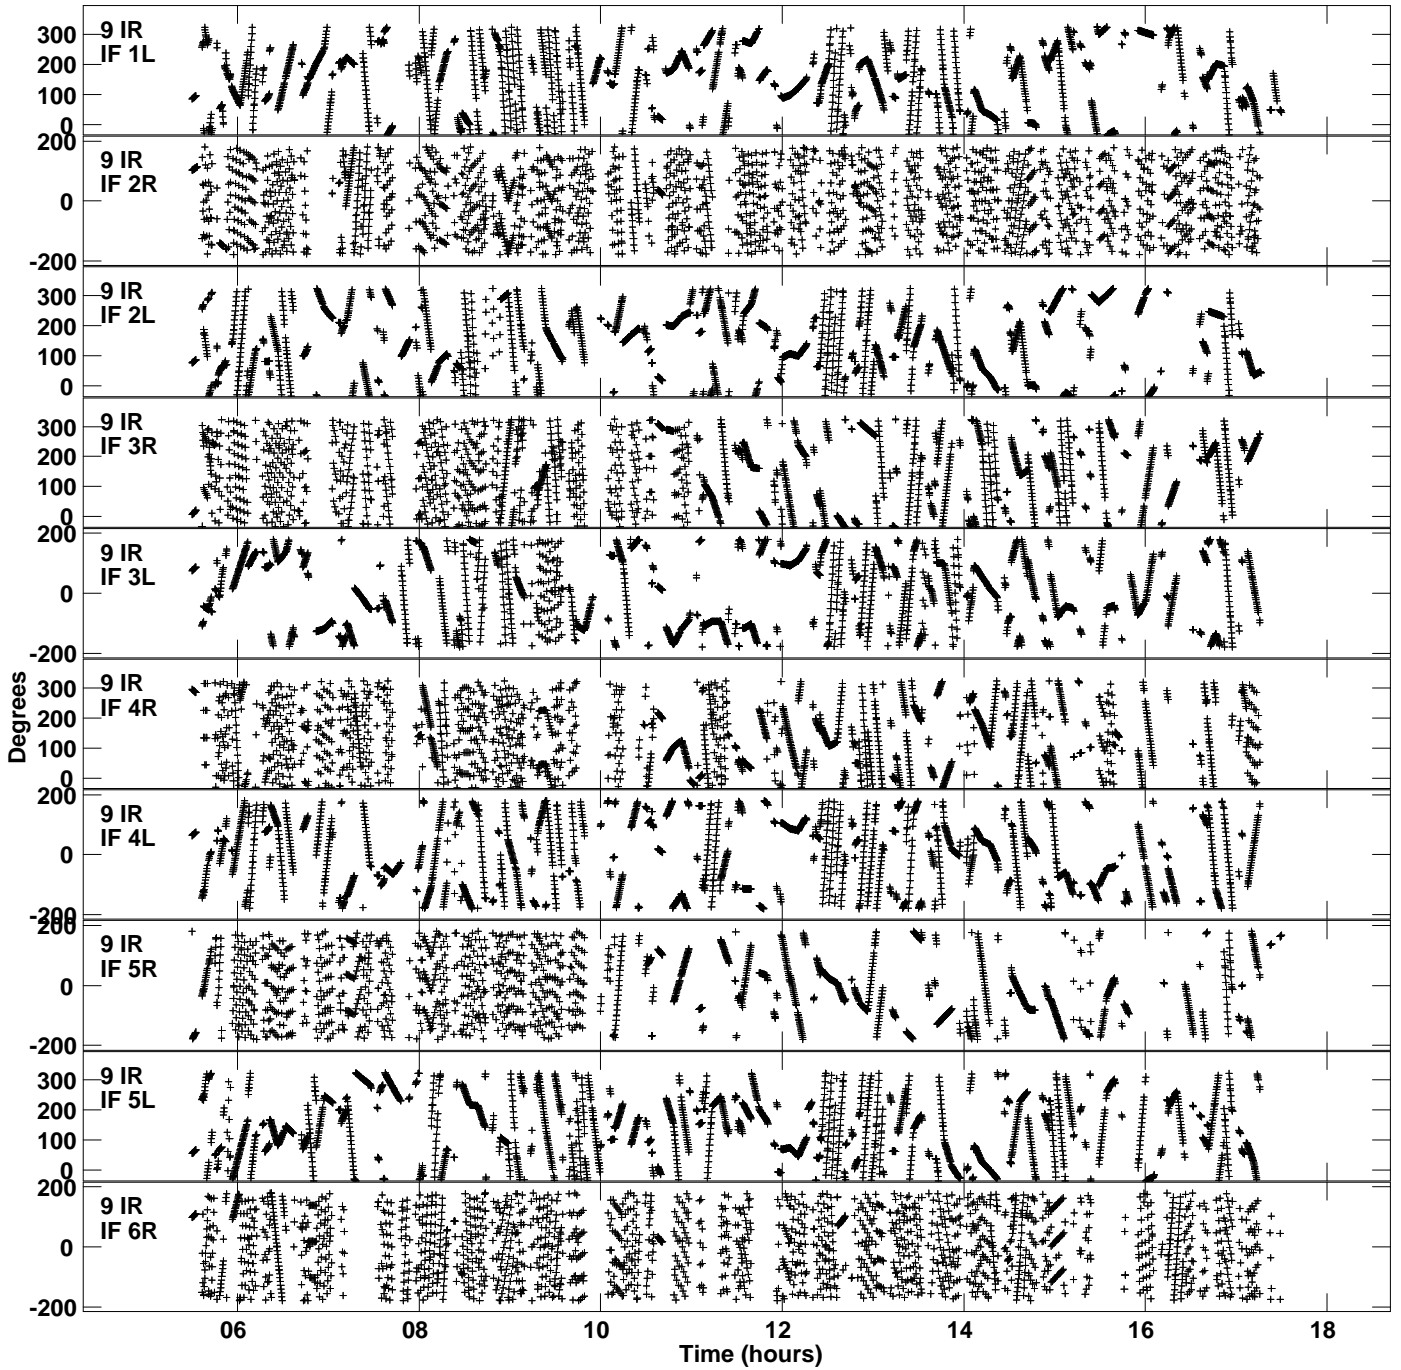 9 IR
IF 1L
300
200
100
0
200
9 IR
IF 2R
0
-200
9 IR
IF 2L
300
200
100
0
9 IR
IF 3R
300
200
100
0
200
9 IR
IF 3L
0
-200
9 IR
IF 4R
300
200
100
0
200
9 IR
IF 4L
0
-200
200
9 IR
IF 5R
0
-200
9 IR
IF 5L
300
200
100
0
200
9 IR
IF 6R
0
-200
Degrees
06 08 10 12 14 16 18
Time (hours)